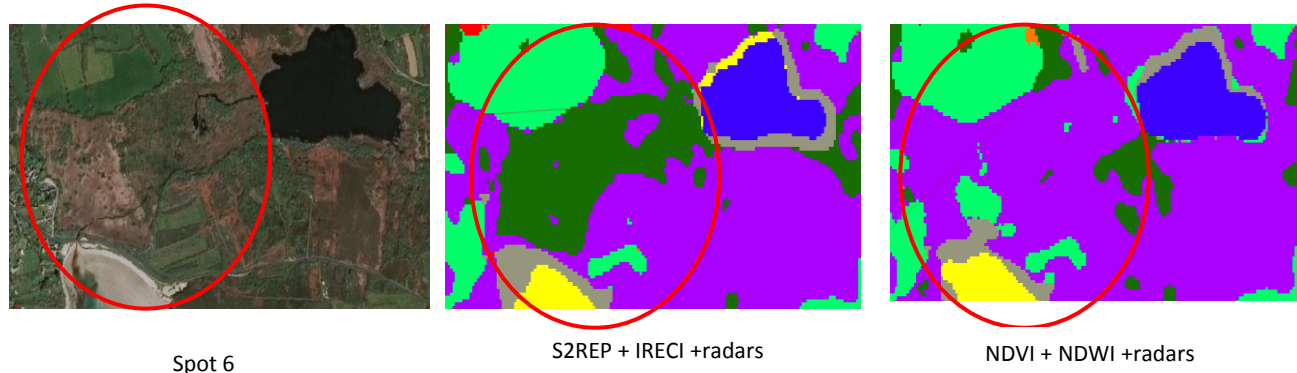 Spot 6
S2REP + IRECI +radars
NDVI + NDWI +radars